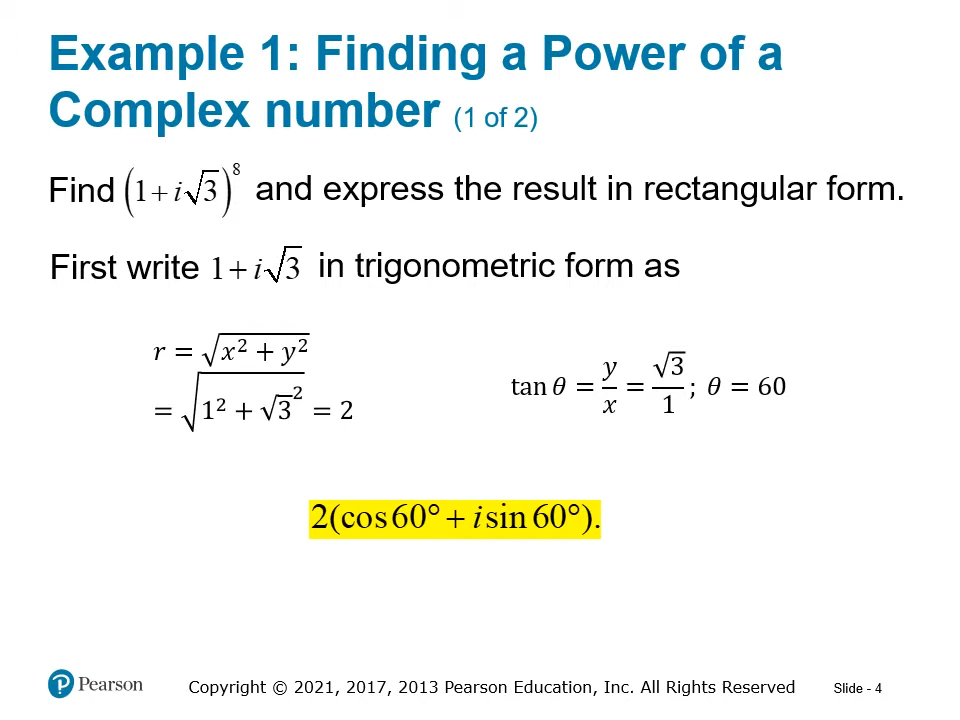 Example 1: Finding a Power of a
Complex number (1 of 2)
Find (1 + i√3)⁸ and express the result in rectangular form.
First write 1 + i√3 in trigonometric form as
r = √(x² + y²)
= √(1² + √3²) = 2
tan θ = y/x = √3/1 ; θ = 60
2(cos 60° + i sin 60°).
Pearson
Copyright © 2021, 2017, 2013 Pearson Education, Inc. All Rights Reserved
Slide - 4